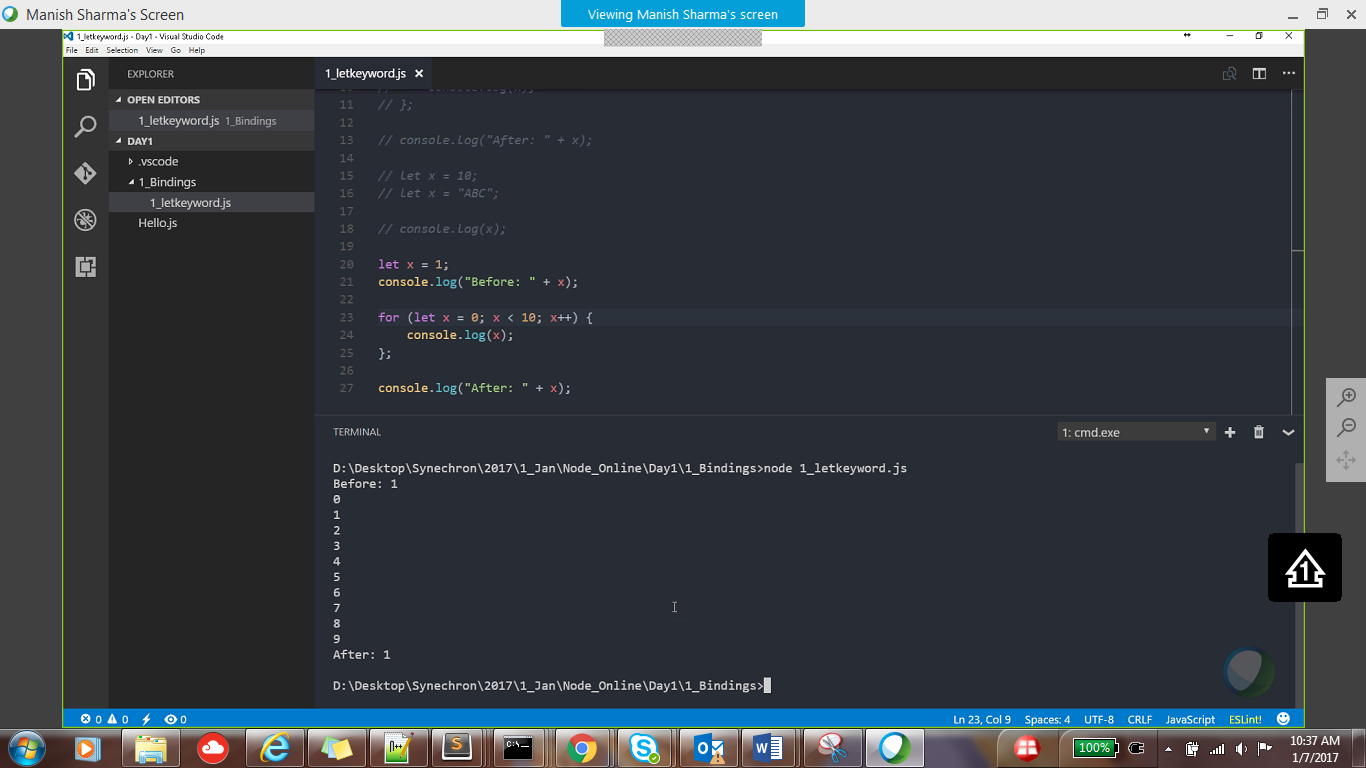 Manish Sharma's Screen
Viewing Manish Sharma's screen
1_letkeyword.js - Day1 - Visual Studio Code
File Edit Selection View Go Help
EXPLORER
OPEN EDITORS
1_letkeyword.js 1_Bindings
DAY1
.vscode
1_Bindings
1_letkeyword.js
Hello.js
1_letkeyword.js
11 // };
12
13 // console.log("After: " + x);
14
15 // let x = 10;
16 // let x = "ABC";
17
18 // console.log(x);
19
20 let x = 1;
21 console.log("Before: " + x);
22
23 for (let x = 0; x < 10; x++) {
24 console.log(x);
25 };
26
27 console.log("After: " + x);
TERMINAL
1: cmd.exe
D:\Desktop\Synechron\2017\1_Jan\Node_Online\Day1\1_Bindings>node 1_letkeyword.js
Before: 1
0
1
2
3
4
5
6
7
8
9
After: 1
D:\Desktop\Synechron\2017\1_Jan\Node_Online\Day1\1_Bindings>
1
0 0 0
Ln 23, Col 9 Spaces: 4 UTF-8 CRLF JavaScript ESLint!
100%
10:37 AM
1/7/2017